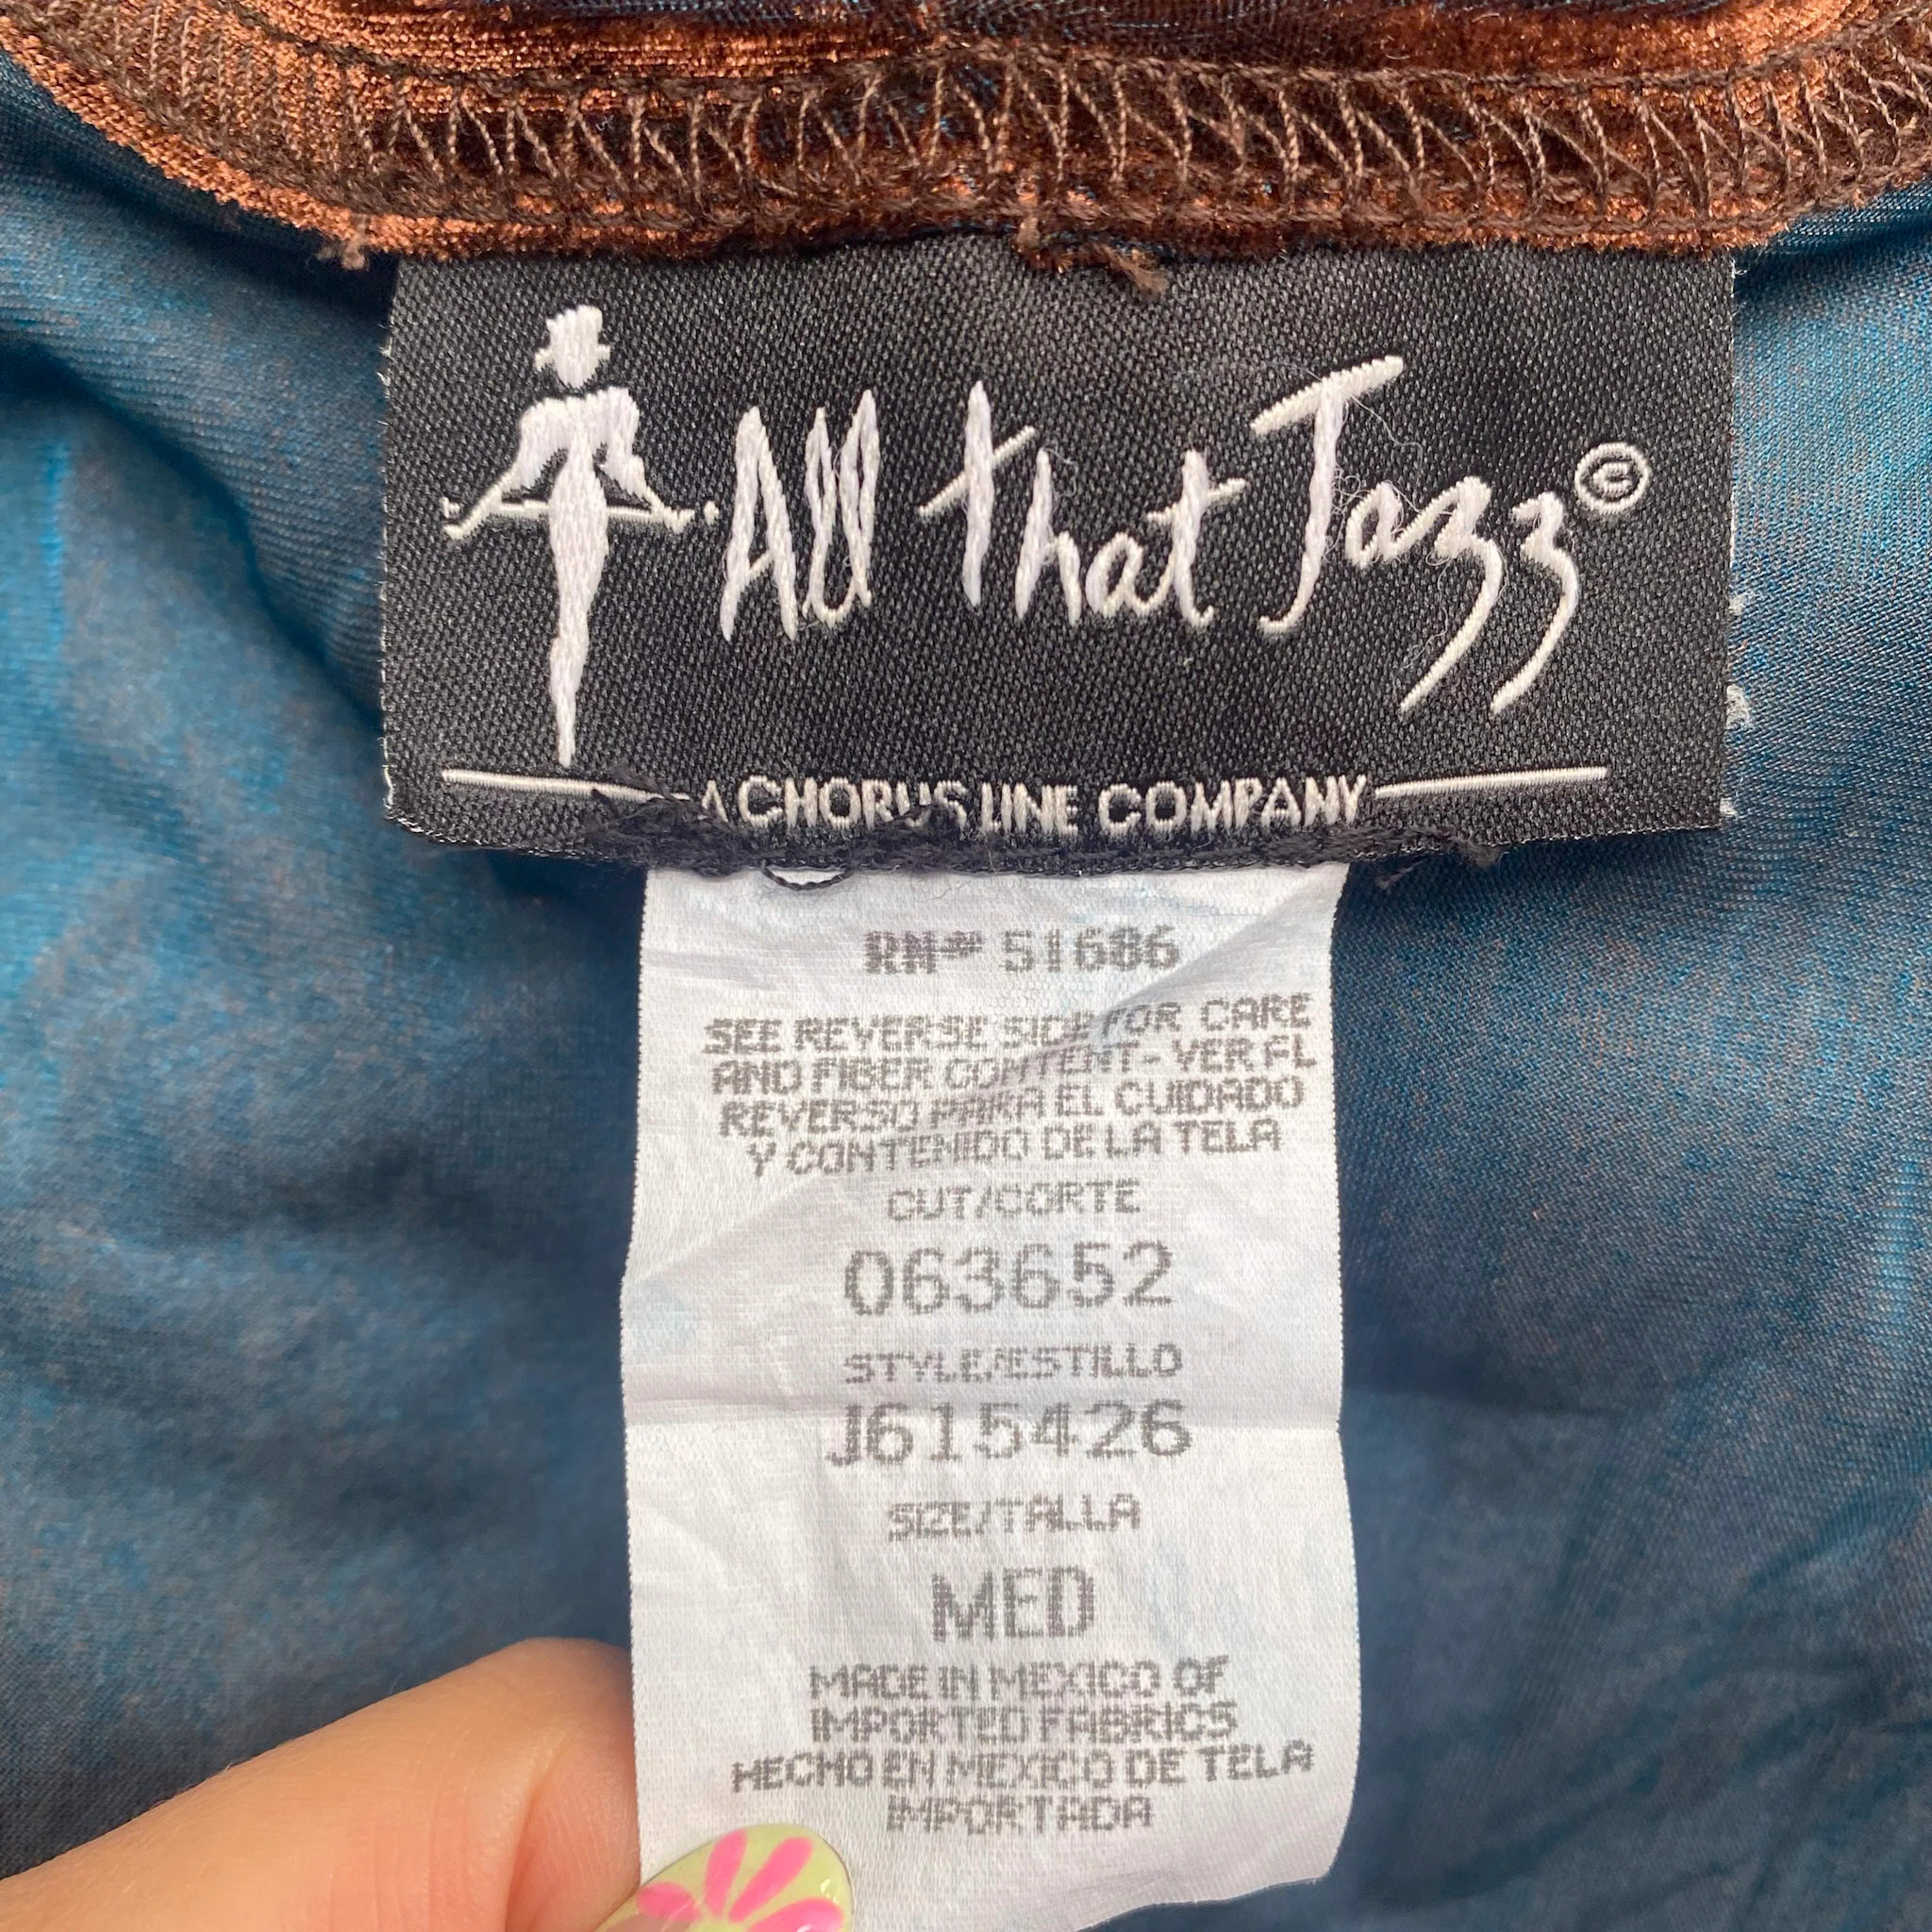 All that Jazz©
A CHORUS LINE COMPANY
RN# 51686
SEE REVERSE SIDE FOR CARE
AND FIBER CONTENT- VER EL
REVERSO PARA EL CUIDADO
Y CONTENIDO DE LA TELA
CUT/CORTE
063652
STYLE/ESTILLO
J615426
SIZE/TALLA
MED
MADE IN MEXICO OF
IMPORTED FABRICS
HECHO EN MEXICO DE TELA
IMPORTADA